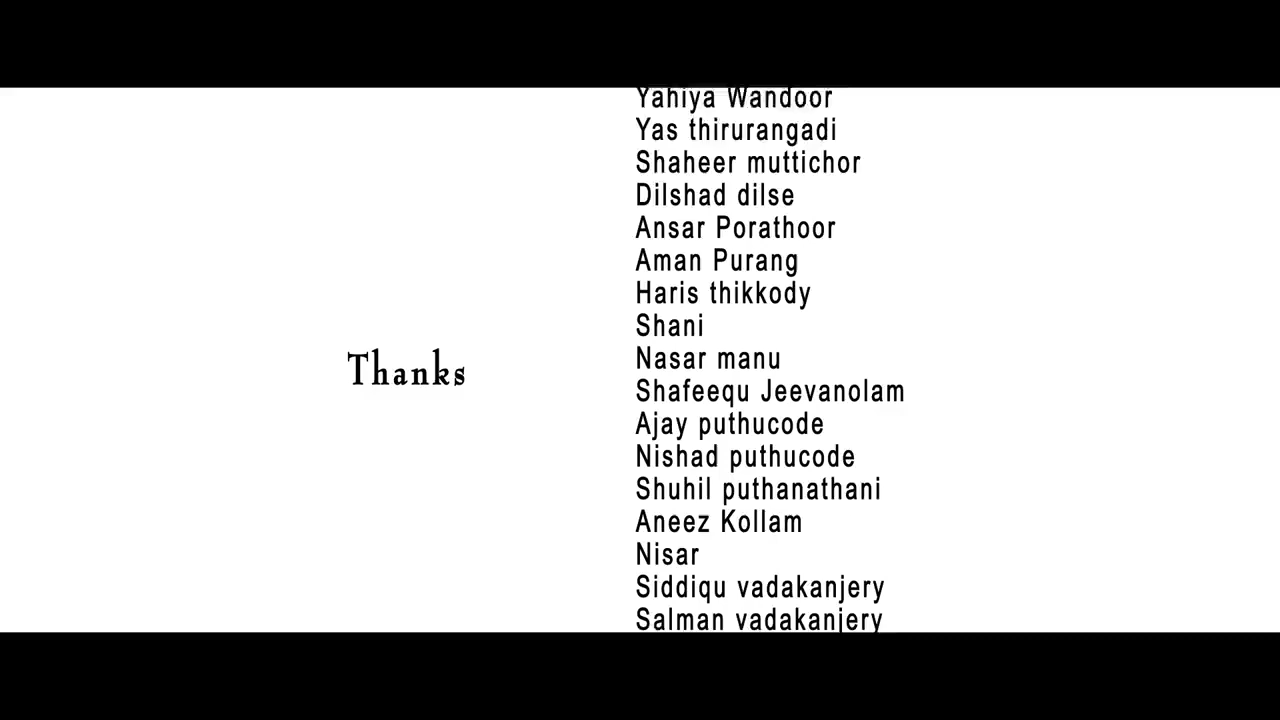 Yahiya Wandoor
Yas thirurangadi
Shaheer muttichor
Dilshad dilse
Ansar Porathoor
Aman Purang
Haris thikkody
Shani
Nasar manu
Thanks
Shafeequ Jeevanolam
Ajay puthucode
Nishad puthucode
Shuhil puthanathani
Aneez Kollam
Nisar
Siddiqu vadakanjery
Salman vadakanjery